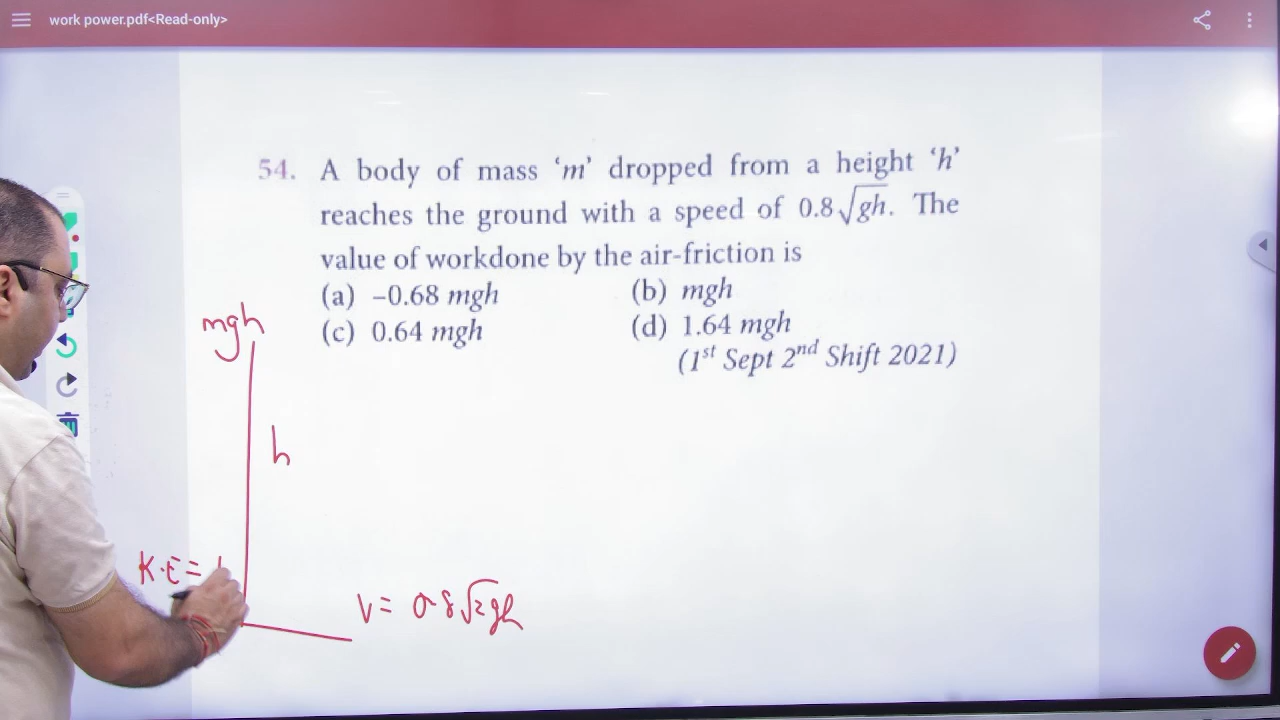 work power.pdf<Read-only>
54. A body of mass ‘m’ dropped from a height ‘h’
reaches the ground with a speed of 0.8√gh. The
value of workdone by the air-friction is
(a) −0.68 mgh (b) mgh
(c) 0.64 mgh (d) 1.64 mgh
(1st Sept 2nd Shift 2021)
mgh
h
K.E =
V = 0.8√2gh